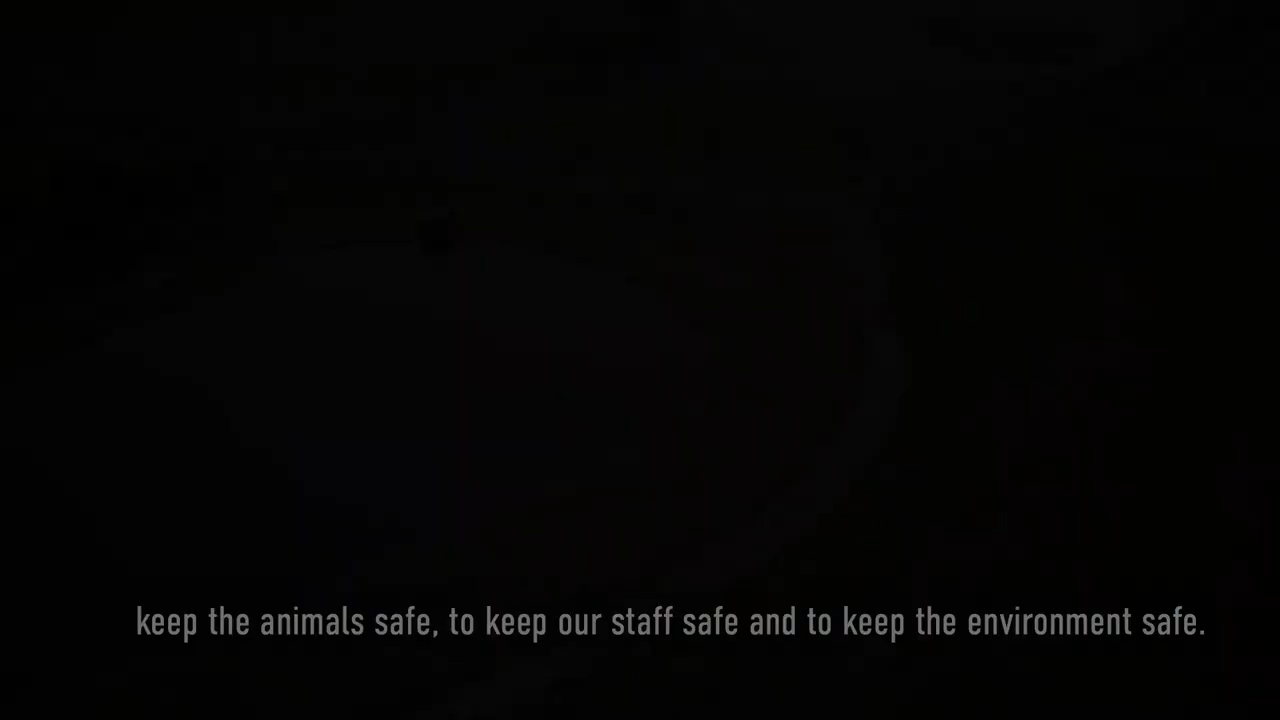 keep the animals safe, to keep our staff safe and to keep the environment safe.